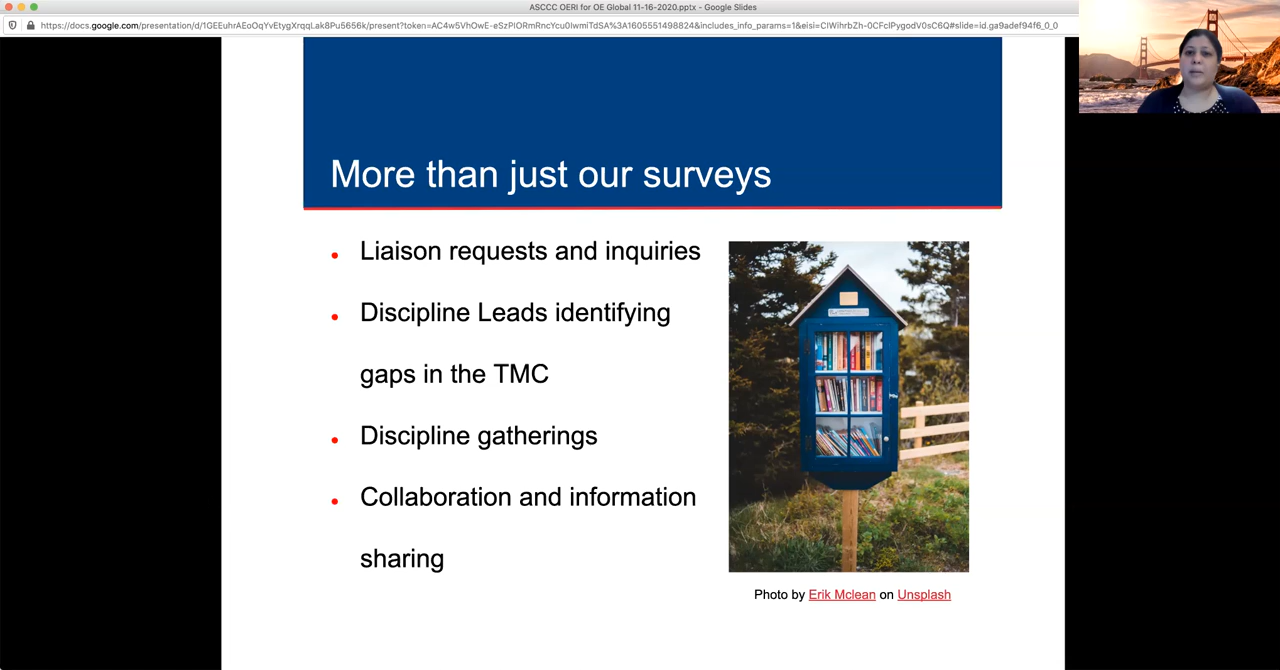 ASCCC OERI for OE Global 11-16-2020.pptx - Google Slides
More than just our surveys
Liaison requests and inquiries
Discipline Leads identifying
gaps in the TMC
Discipline gatherings
Collaboration and information
sharing
Photo by Erik Mclean on Unsplash